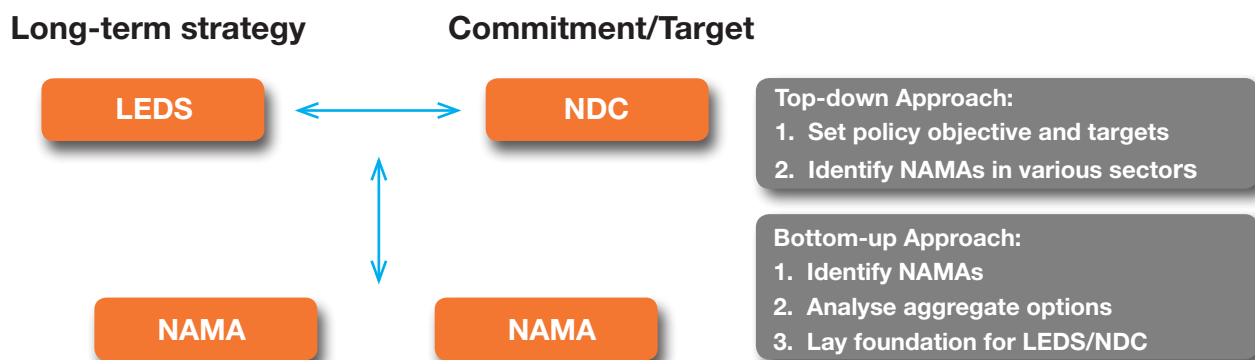 Long-term strategy
Commitment/Target
LEDS
NDC
NAMA
NAMA
Top-down Approach:
1. Set policy objective and targets
2. Identify NAMAs in various sectors
Bottom-up Approach:
1. Identify NAMAs
2. Analyse aggregate options
3. Lay foundation for LEDS/NDC